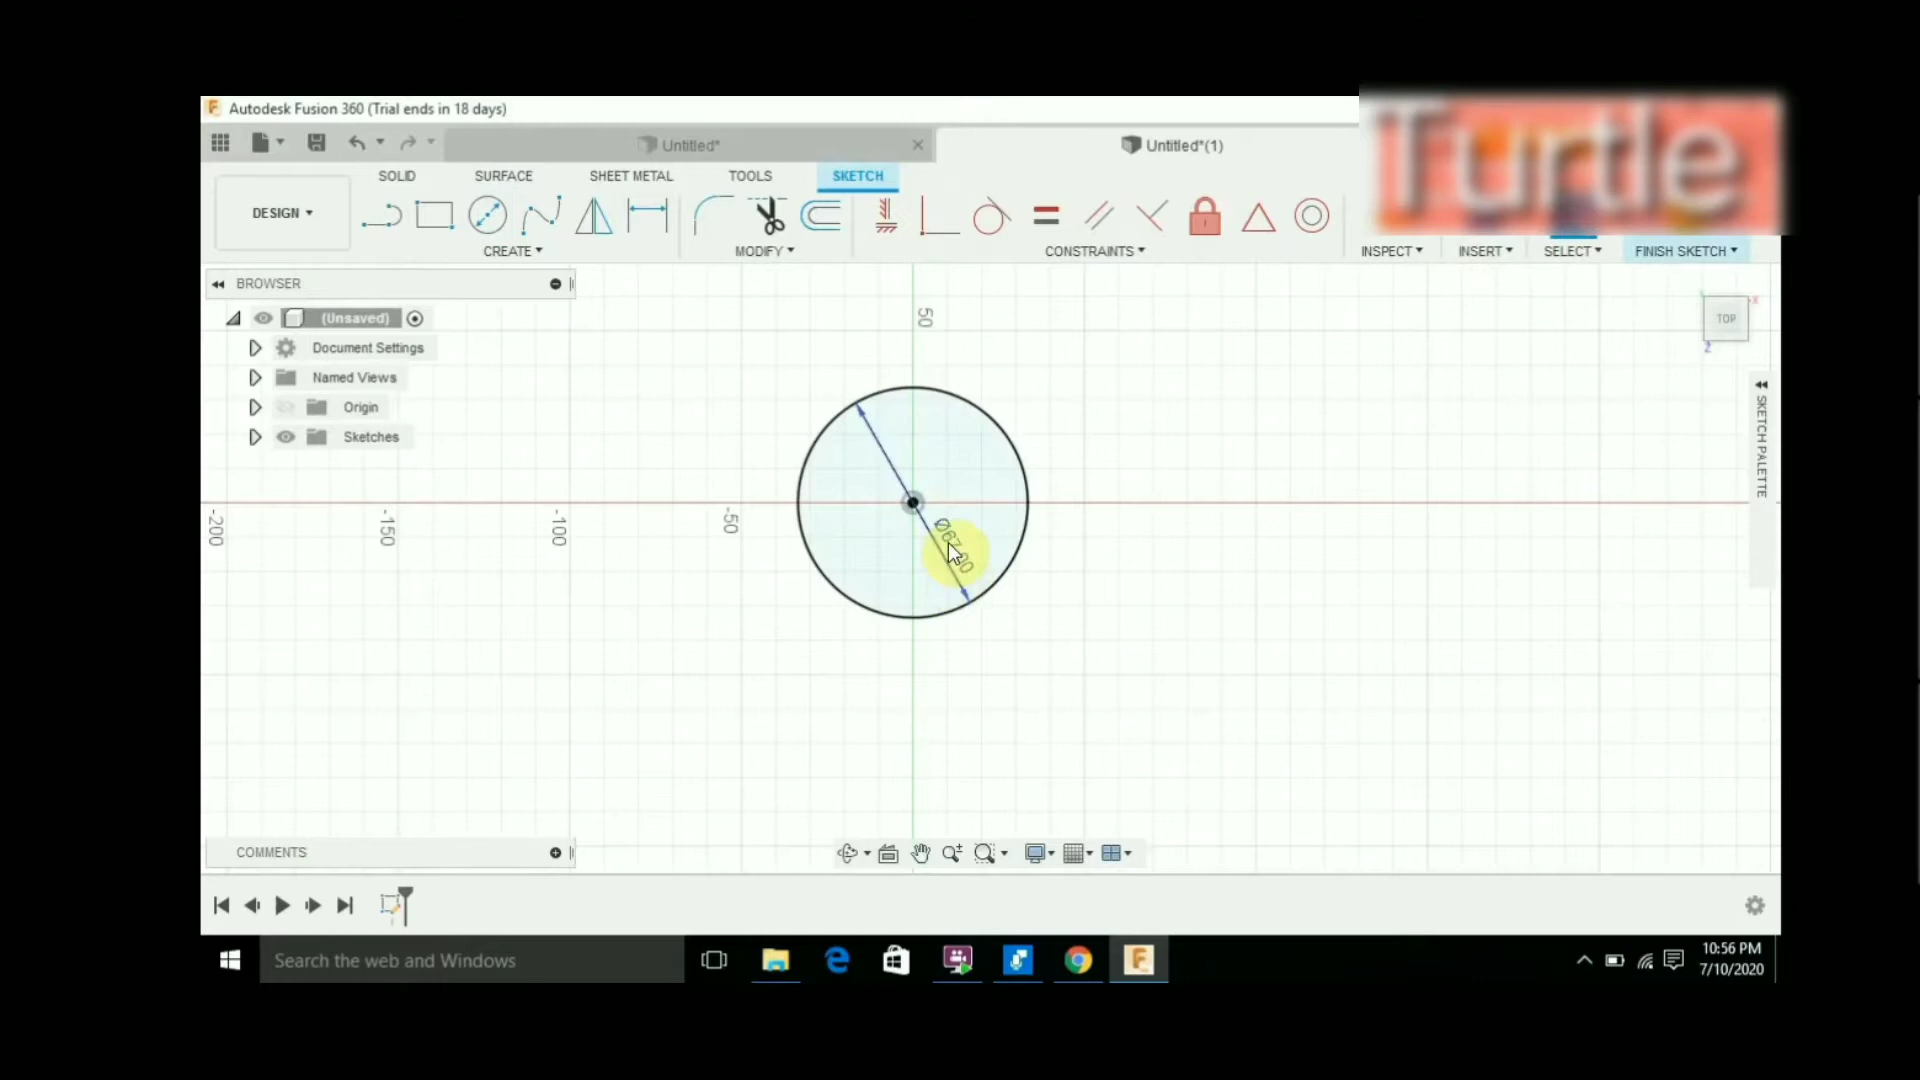 Autodesk Fusion 360 (Trial ends in 18 days)
Turtle
Untitled*
Untitled*(1)
SOLID
SURFACE
SHEET METAL
TOOLS
SKETCH
DESIGN
CREATE
MODIFY
CONSTRAINTS
INSPECT
INSERT
SELECT
FINISH SKETCH
BROWSER
(Unsaved)
Document Settings
Named Views
Origin
Sketches
50
-200
-150
-100
-50
TOP
X
Z
SKETCH PALETTE
COMMENTS
Search the web and Windows
10:56 PM
7/10/2020